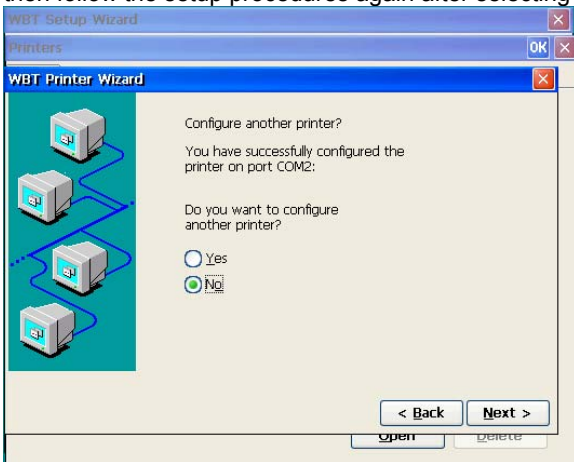 then follow the setup procedures again after selecting
WBT Setup Wizard
Printers OK
WBT Printer Wizard
Configure another printer?
You have successfully configured the
printer on port COM2:
Do you want to configure
another printer?
Yes
No
< Back Next >
Open Delete